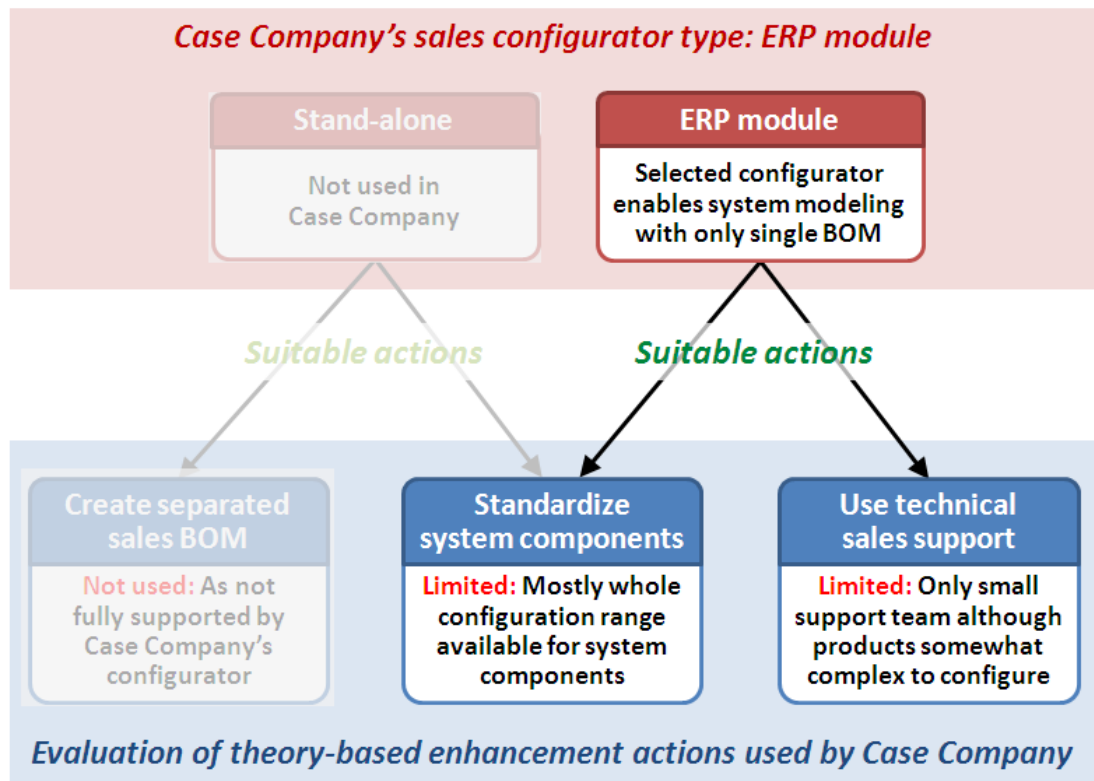 Case Company's sales configurator type: ERP module
Stand-alone
Not used in
Case Company
ERP module
Selected configurator
enables system modeling
with only single BOM
Suitable actions
Suitable actions
Create separated
sales BOM
Not used: As not
fully supported by
Case Company's
configurator
Standardize
system components
Limited: Mostly whole
configuration range
available for system
components
Use technical
sales support
Limited: Only small
support team although
products somewhat
complex to configure
Evaluation of theory-based enhancement actions used by Case Company